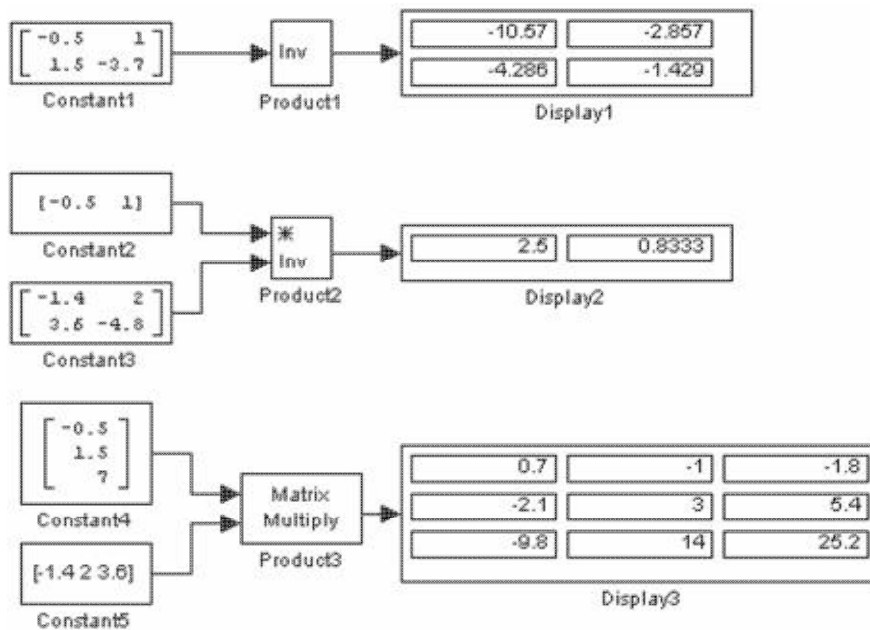 -0.5 1
1.5 -3.7
Constant1
Inv
Product1
-10.57 -2.857
-4.286 -1.429
Display1
[-0.5 1]
Constant2
-1.4 2
3.6 -4.8
Constant3
*
Inv
Product2
2.5 0.8333
Display2
-0.5
1.5
7
Constant4
[-1.4 2 3.6]
Constant5
Matrix
Multiply
Product3
0.7 -1 -1.8
-2.1 3 5.4
-9.8 14 25.2
Display3